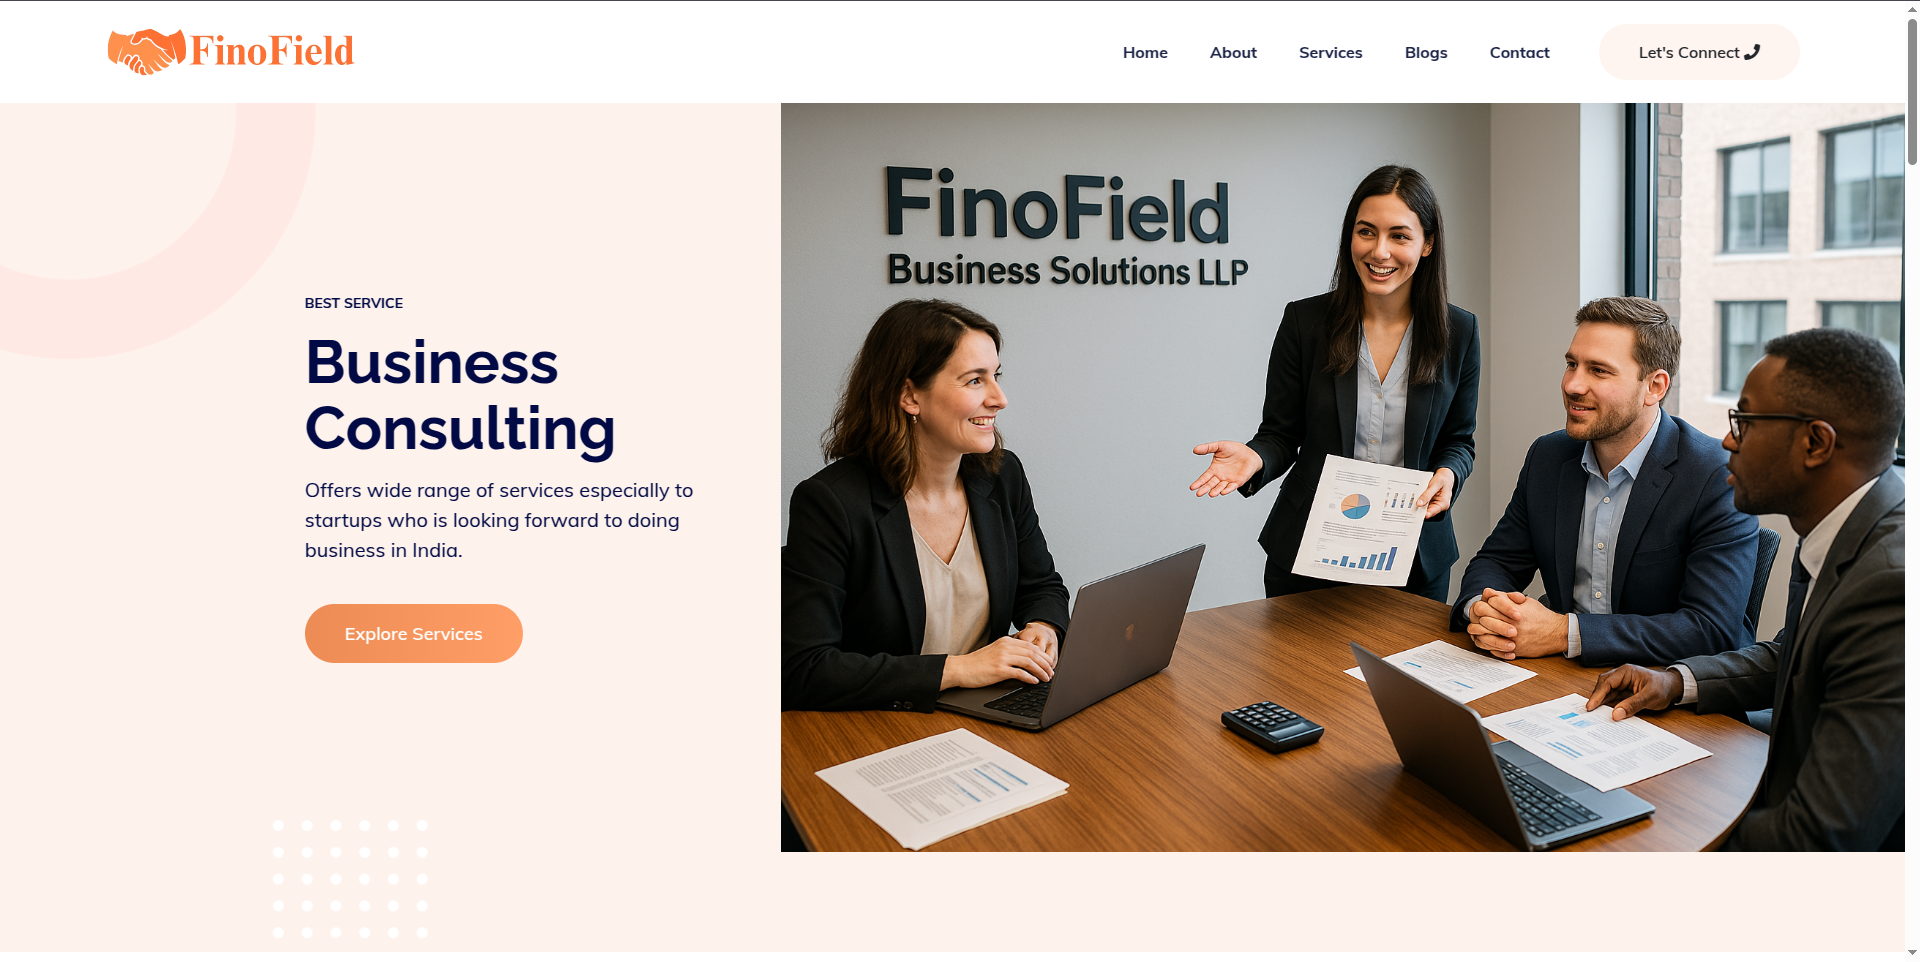 FinoField
Home
About
Services
Blogs
Contact
Let's Connect
FinoField
Business Solutions LLP
BEST SERVICE
Business
Consulting
Offers wide range of services especially to
startups who is looking forward to doing
business in India.
Explore Services